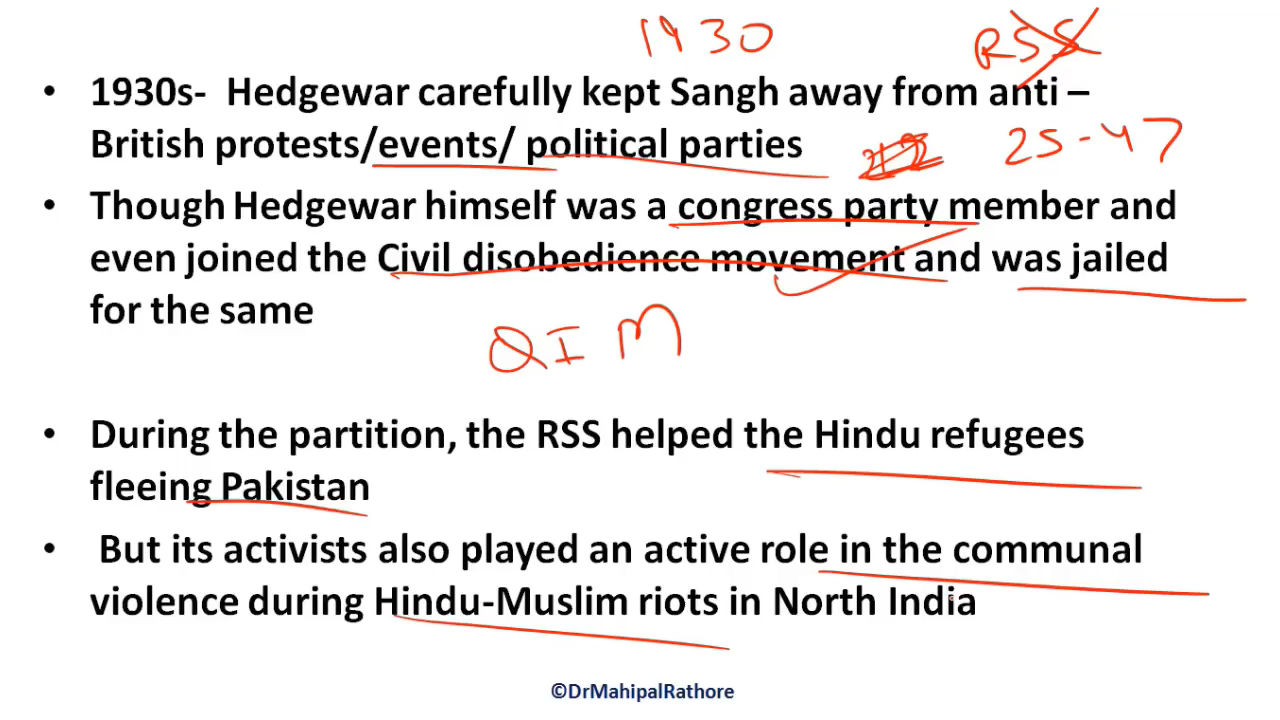 1930
RSS
• 1930s- Hedgewar carefully kept Sangh away from anti –
British protests/events/ political parties
25-47
• Though Hedgewar himself was a congress party member and
even joined the Civil disobedience movement and was jailed
for the same
QIM
• During the partition, the RSS helped the Hindu refugees
fleeing Pakistan
• But its activists also played an active role in the communal
violence during Hindu-Muslim riots in North India
©DrMahipalRathore